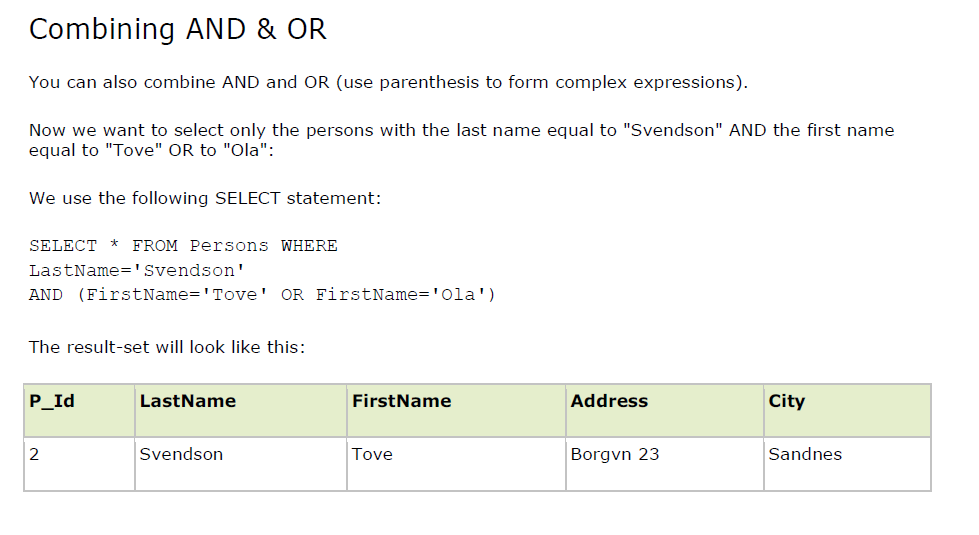 Combining AND & OR
You can also combine AND and OR (use parenthesis to form complex expressions).
Now we want to select only the persons with the last name equal to "Svendson" AND the first name
equal to "Tove" OR to "Ola":
We use the following SELECT statement:
SELECT * FROM Persons WHERE
LastName='Svendson'
AND (FirstName='Tove' OR FirstName='Ola')
The result-set will look like this:
P_Id LastName FirstName Address City
2 Svendson Tove Borgvn 23 Sandnes